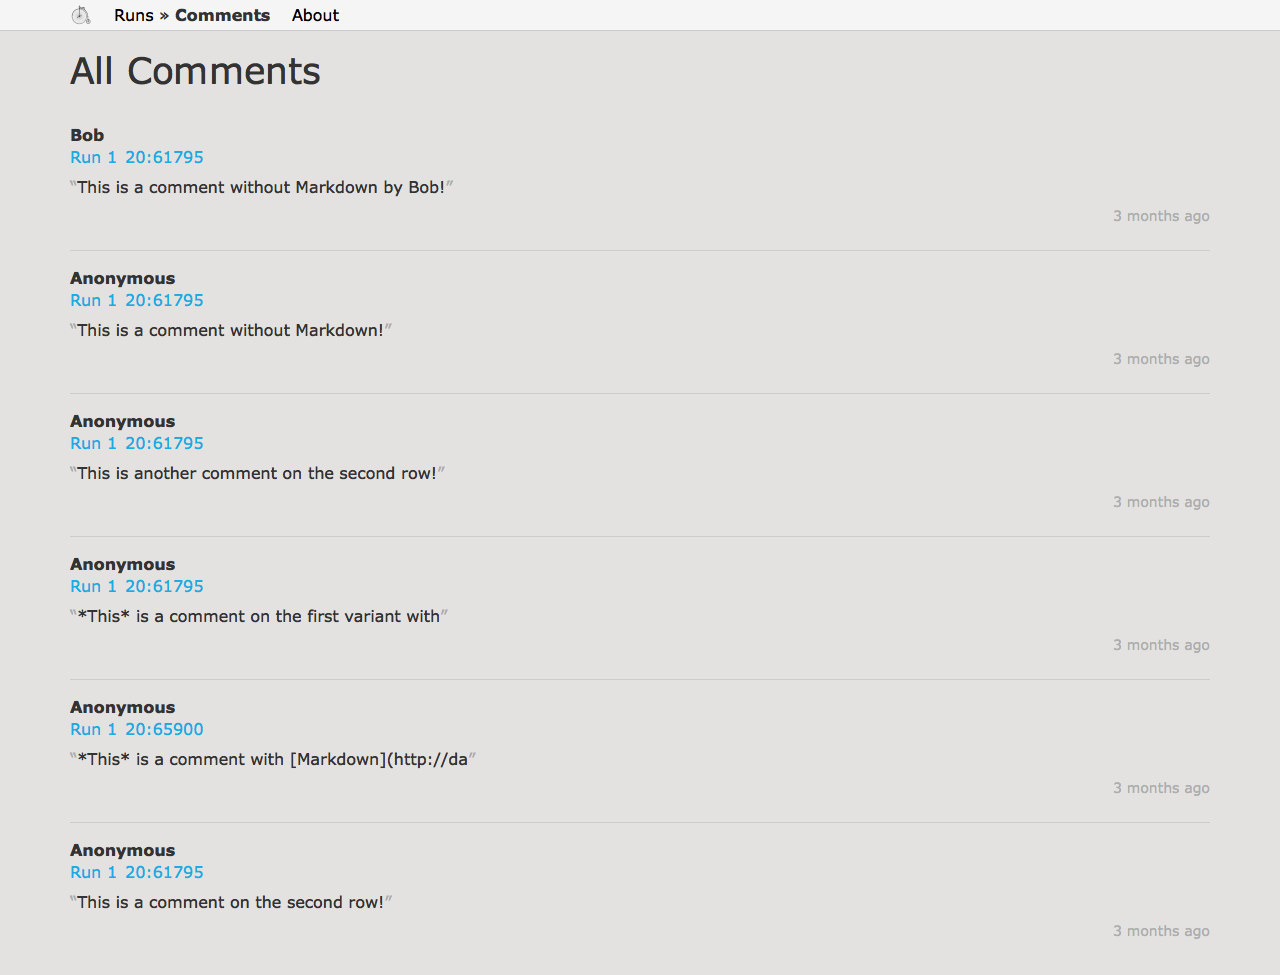 Runs » Comments About
All Comments
Bob
Run 1 20:61795
“This is a comment without Markdown by Bob!”
3 months ago
Anonymous
Run 1 20:61795
“This is a comment without Markdown!”
3 months ago
Anonymous
Run 1 20:61795
“This is another comment on the second row!”
3 months ago
Anonymous
Run 1 20:61795
“*This* is a comment on the first variant with”
3 months ago
Anonymous
Run 1 20:65900
“*This* is a comment with [Markdown](http://da”
3 months ago
Anonymous
Run 1 20:61795
“This is a comment on the second row!”
3 months ago